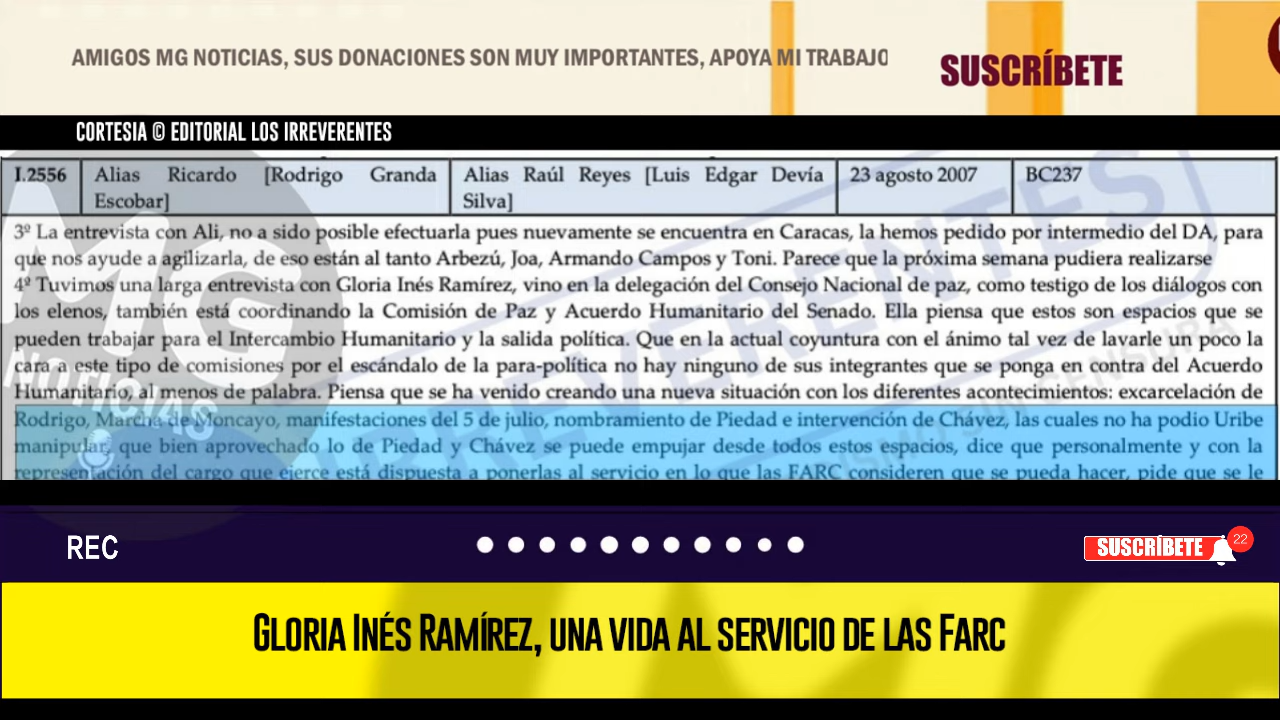 AMIGOS MG NOTICIAS, SUS DONACIONES SON MUY IMPORTANTES, APOYA MI TRABAJO
SUSCRÍBETE
CORTESIA © EDITORIAL LOS IRREVERENTES
I.2556 Alias Ricardo [Rodrigo Granda Escobar] Alias Raúl Reyes [Luis Edgar Devía Silva] 23 agosto 2007 BC237
3º La entrevista con Ali, no a sido posible efectuarla pues nuevamente se encuentra en Caracas, la hemos pedido por intermedio del DA, para
que nos ayude a agilizarla, de eso están al tanto Arbezú, Joa, Armando Campos y Toni. Parece que la próxima semana pudiera realizarse
4º Tuvimos una larga entrevista con Gloria Inés Ramírez, vino en la delegación del Consejo Nacional de paz, como testigo de los diálogos con
los elenos, también está coordinando la Comisión de Paz y Acuerdo Humanitario del Senado. Ella piensa que estos son espacios que se
pueden trabajar para el Intercambio Humanitario y la salida política. Que en la actual coyuntura con el ánimo tal vez de lavarle un poco la
cara a este tipo de comisiones por el escándalo de la para-política no hay ninguno de sus integrantes que se ponga en contra del Acuerdo
Humanitario, al menos de palabra. Piensa que se ha venido creando una nueva situación con los diferentes acontecimientos: excarcelación de
Rodrigo, Marcha de Moncayo, manifestaciones del 5 de julio, nombramiento de Piedad e intervención de Chávez, las cuales no ha podio Uribe
manipular, que bien aprovechado lo de Piedad y Chávez se puede empujar desde todos estos espacios, dice que personalmente y con la
representación del cargo que ejerce está dispuesta a ponerlas al servicio en lo que las FARC consideren que se pueda hacer, pide que se le
MG
Noticias
REC
SUSCRÍBETE
22
GLORIA INÉS RAMÍREZ, UNA VIDA AL SERVICIO DE LAS FARC